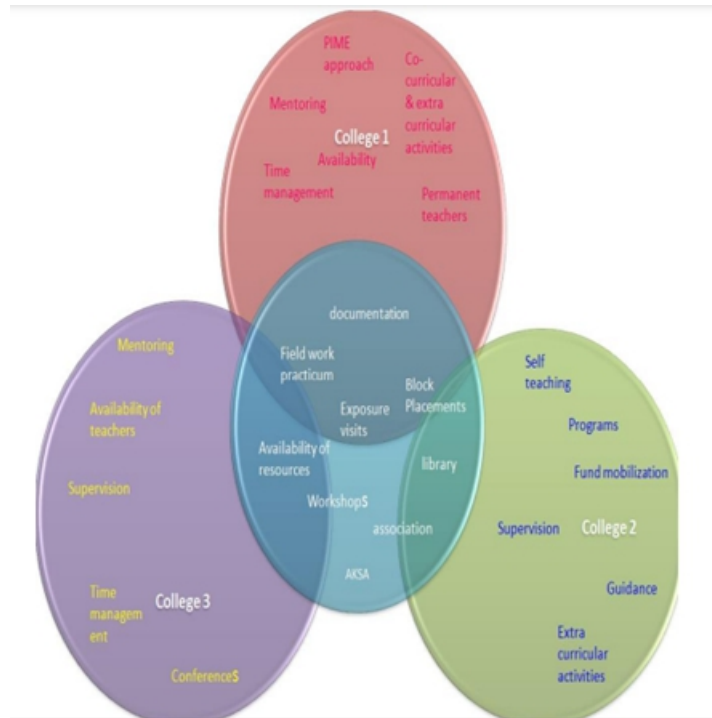 PIME
approach
Co-
curricular
& extra
curricular
activities
Mentoring
College 1
Availability
Time
management
Permanent
teachers
documentation
Field work
practicum
Block
Placements
Exposure
visits
Availability of
resources
library
Workshop$
association
AKSA
Mentoring
Availability of
teachers
Supervision
Time
managem
ent
College 3
Conference$
Self
teaching
Programs
Fund mobilization
Supervision
College 2
Guidance
Extra
curricular
activities